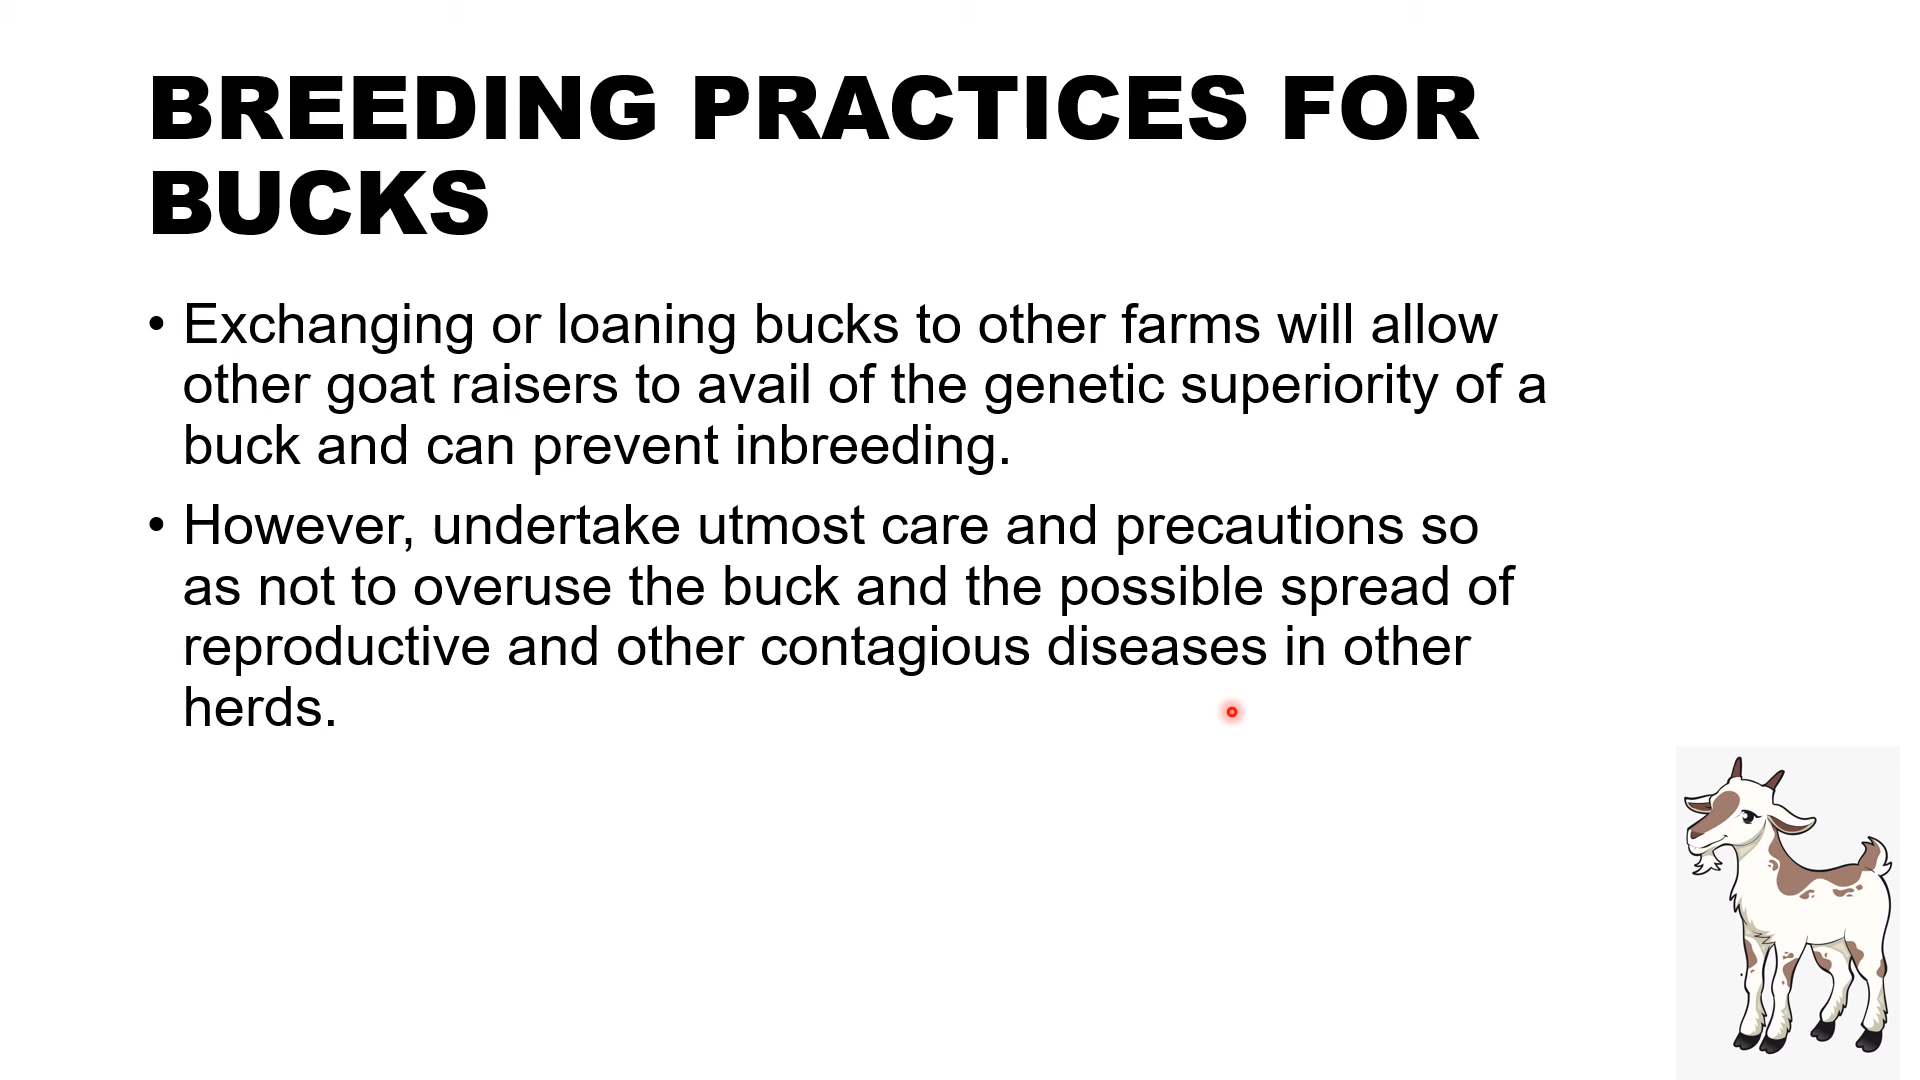 BREEDING PRACTICES FOR
BUCKS
• Exchanging or loaning bucks to other farms will allow
other goat raisers to avail of the genetic superiority of a
buck and can prevent inbreeding.
• However, undertake utmost care and precautions so
as not to overuse the buck and the possible spread of
reproductive and other contagious diseases in other
herds.